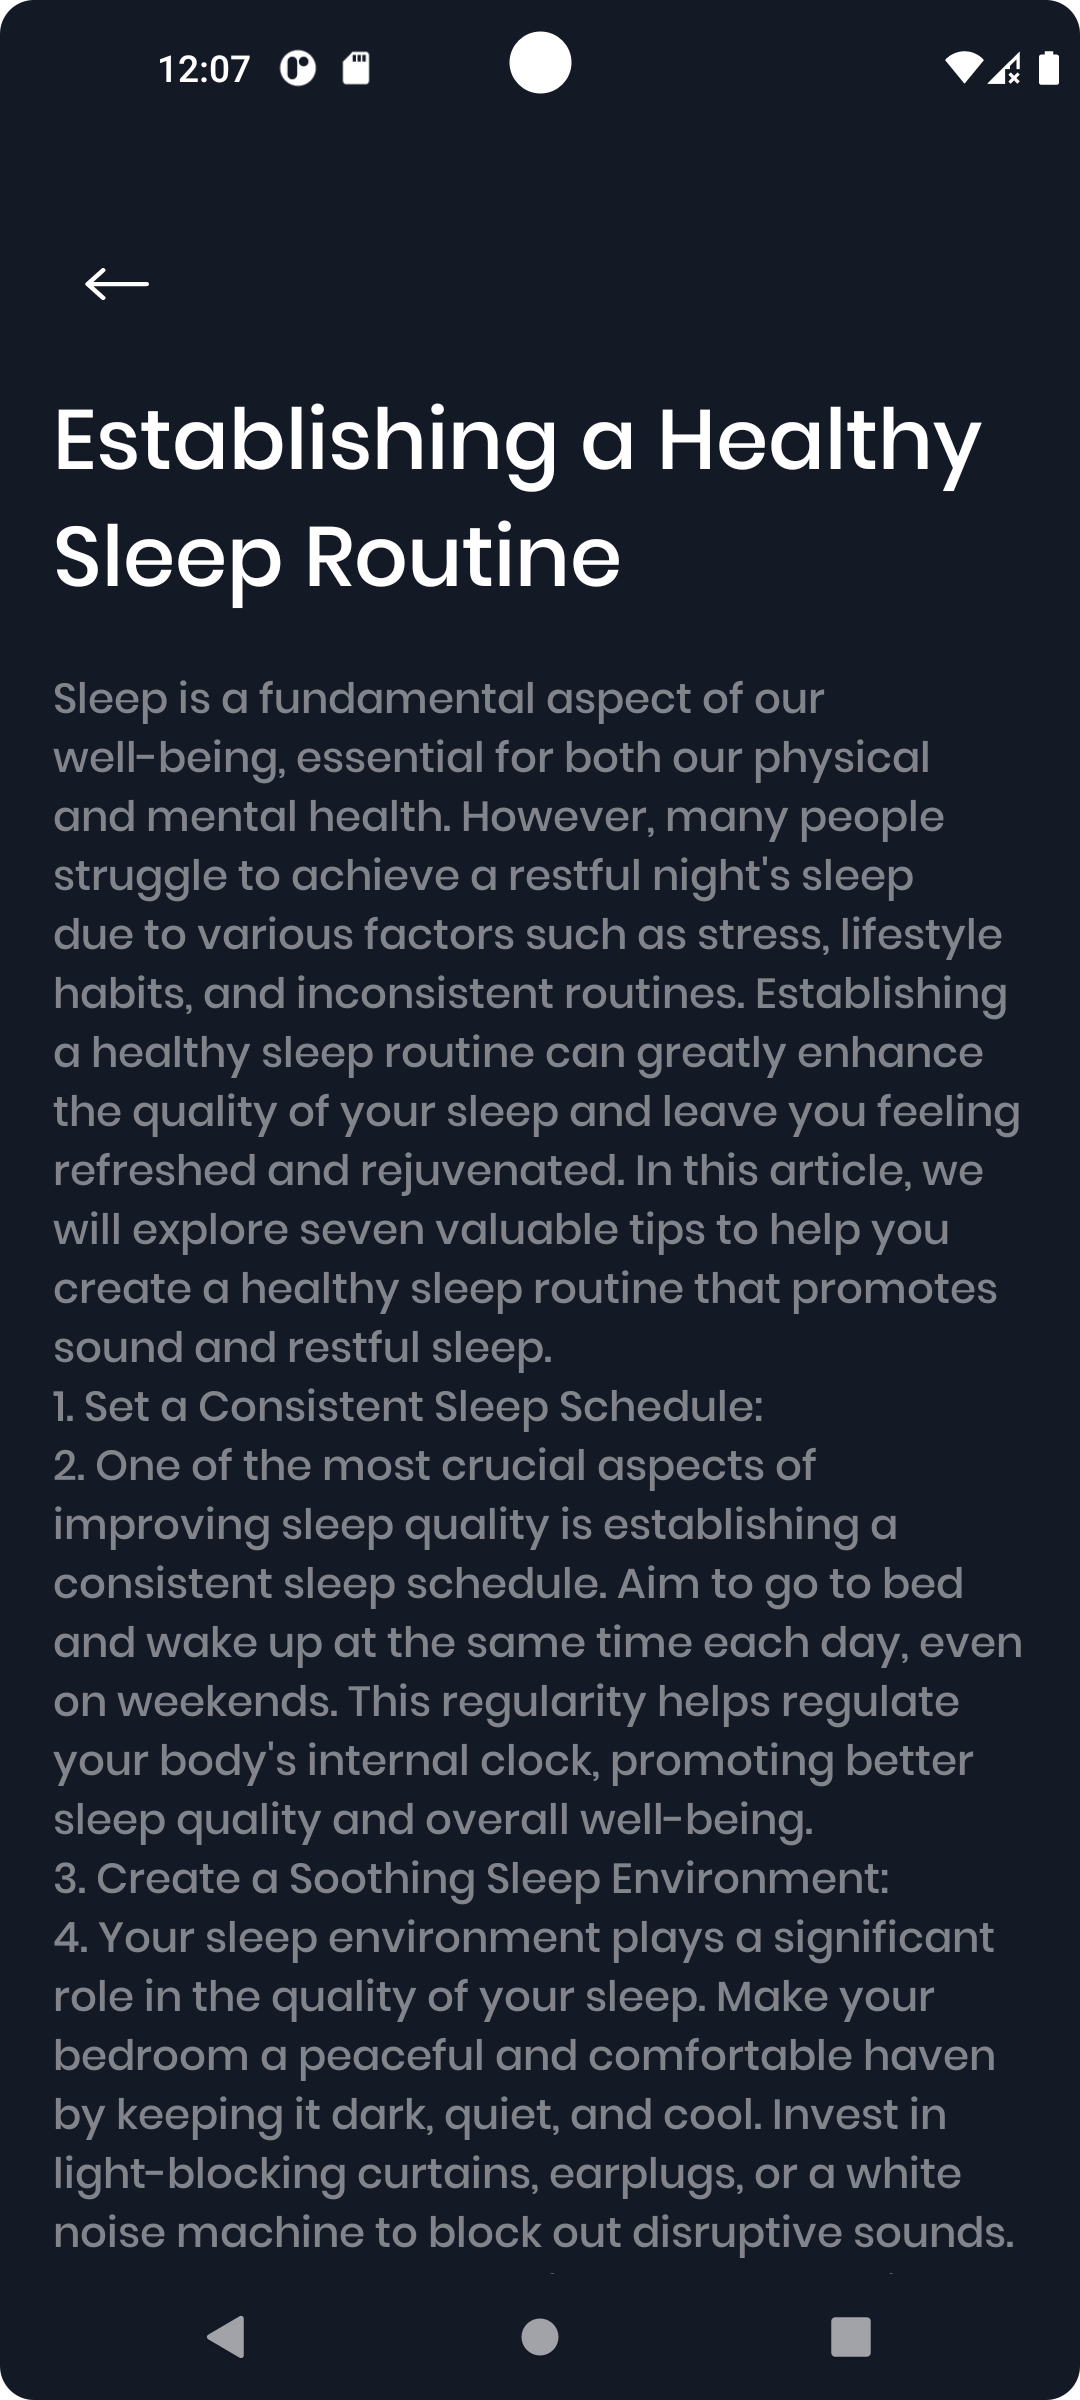 12:07
Establishing a Healthy
Sleep Routine
Sleep is a fundamental aspect of our
well-being, essential for both our physical
and mental health. However, many people
struggle to achieve a restful night's sleep
due to various factors such as stress, lifestyle
habits, and inconsistent routines. Establishing
a healthy sleep routine can greatly enhance
the quality of your sleep and leave you feeling
refreshed and rejuvenated. In this article, we
will explore seven valuable tips to help you
create a healthy sleep routine that promotes
sound and restful sleep.
1. Set a Consistent Sleep Schedule:
2. One of the most crucial aspects of
improving sleep quality is establishing a
consistent sleep schedule. Aim to go to bed
and wake up at the same time each day, even
on weekends. This regularity helps regulate
your body's internal clock, promoting better
sleep quality and overall well-being.
3. Create a Soothing Sleep Environment:
4. Your sleep environment plays a significant
role in the quality of your sleep. Make your
bedroom a peaceful and comfortable haven
by keeping it dark, quiet, and cool. Invest in
light-blocking curtains, earplugs, or a white
noise machine to block out disruptive sounds.